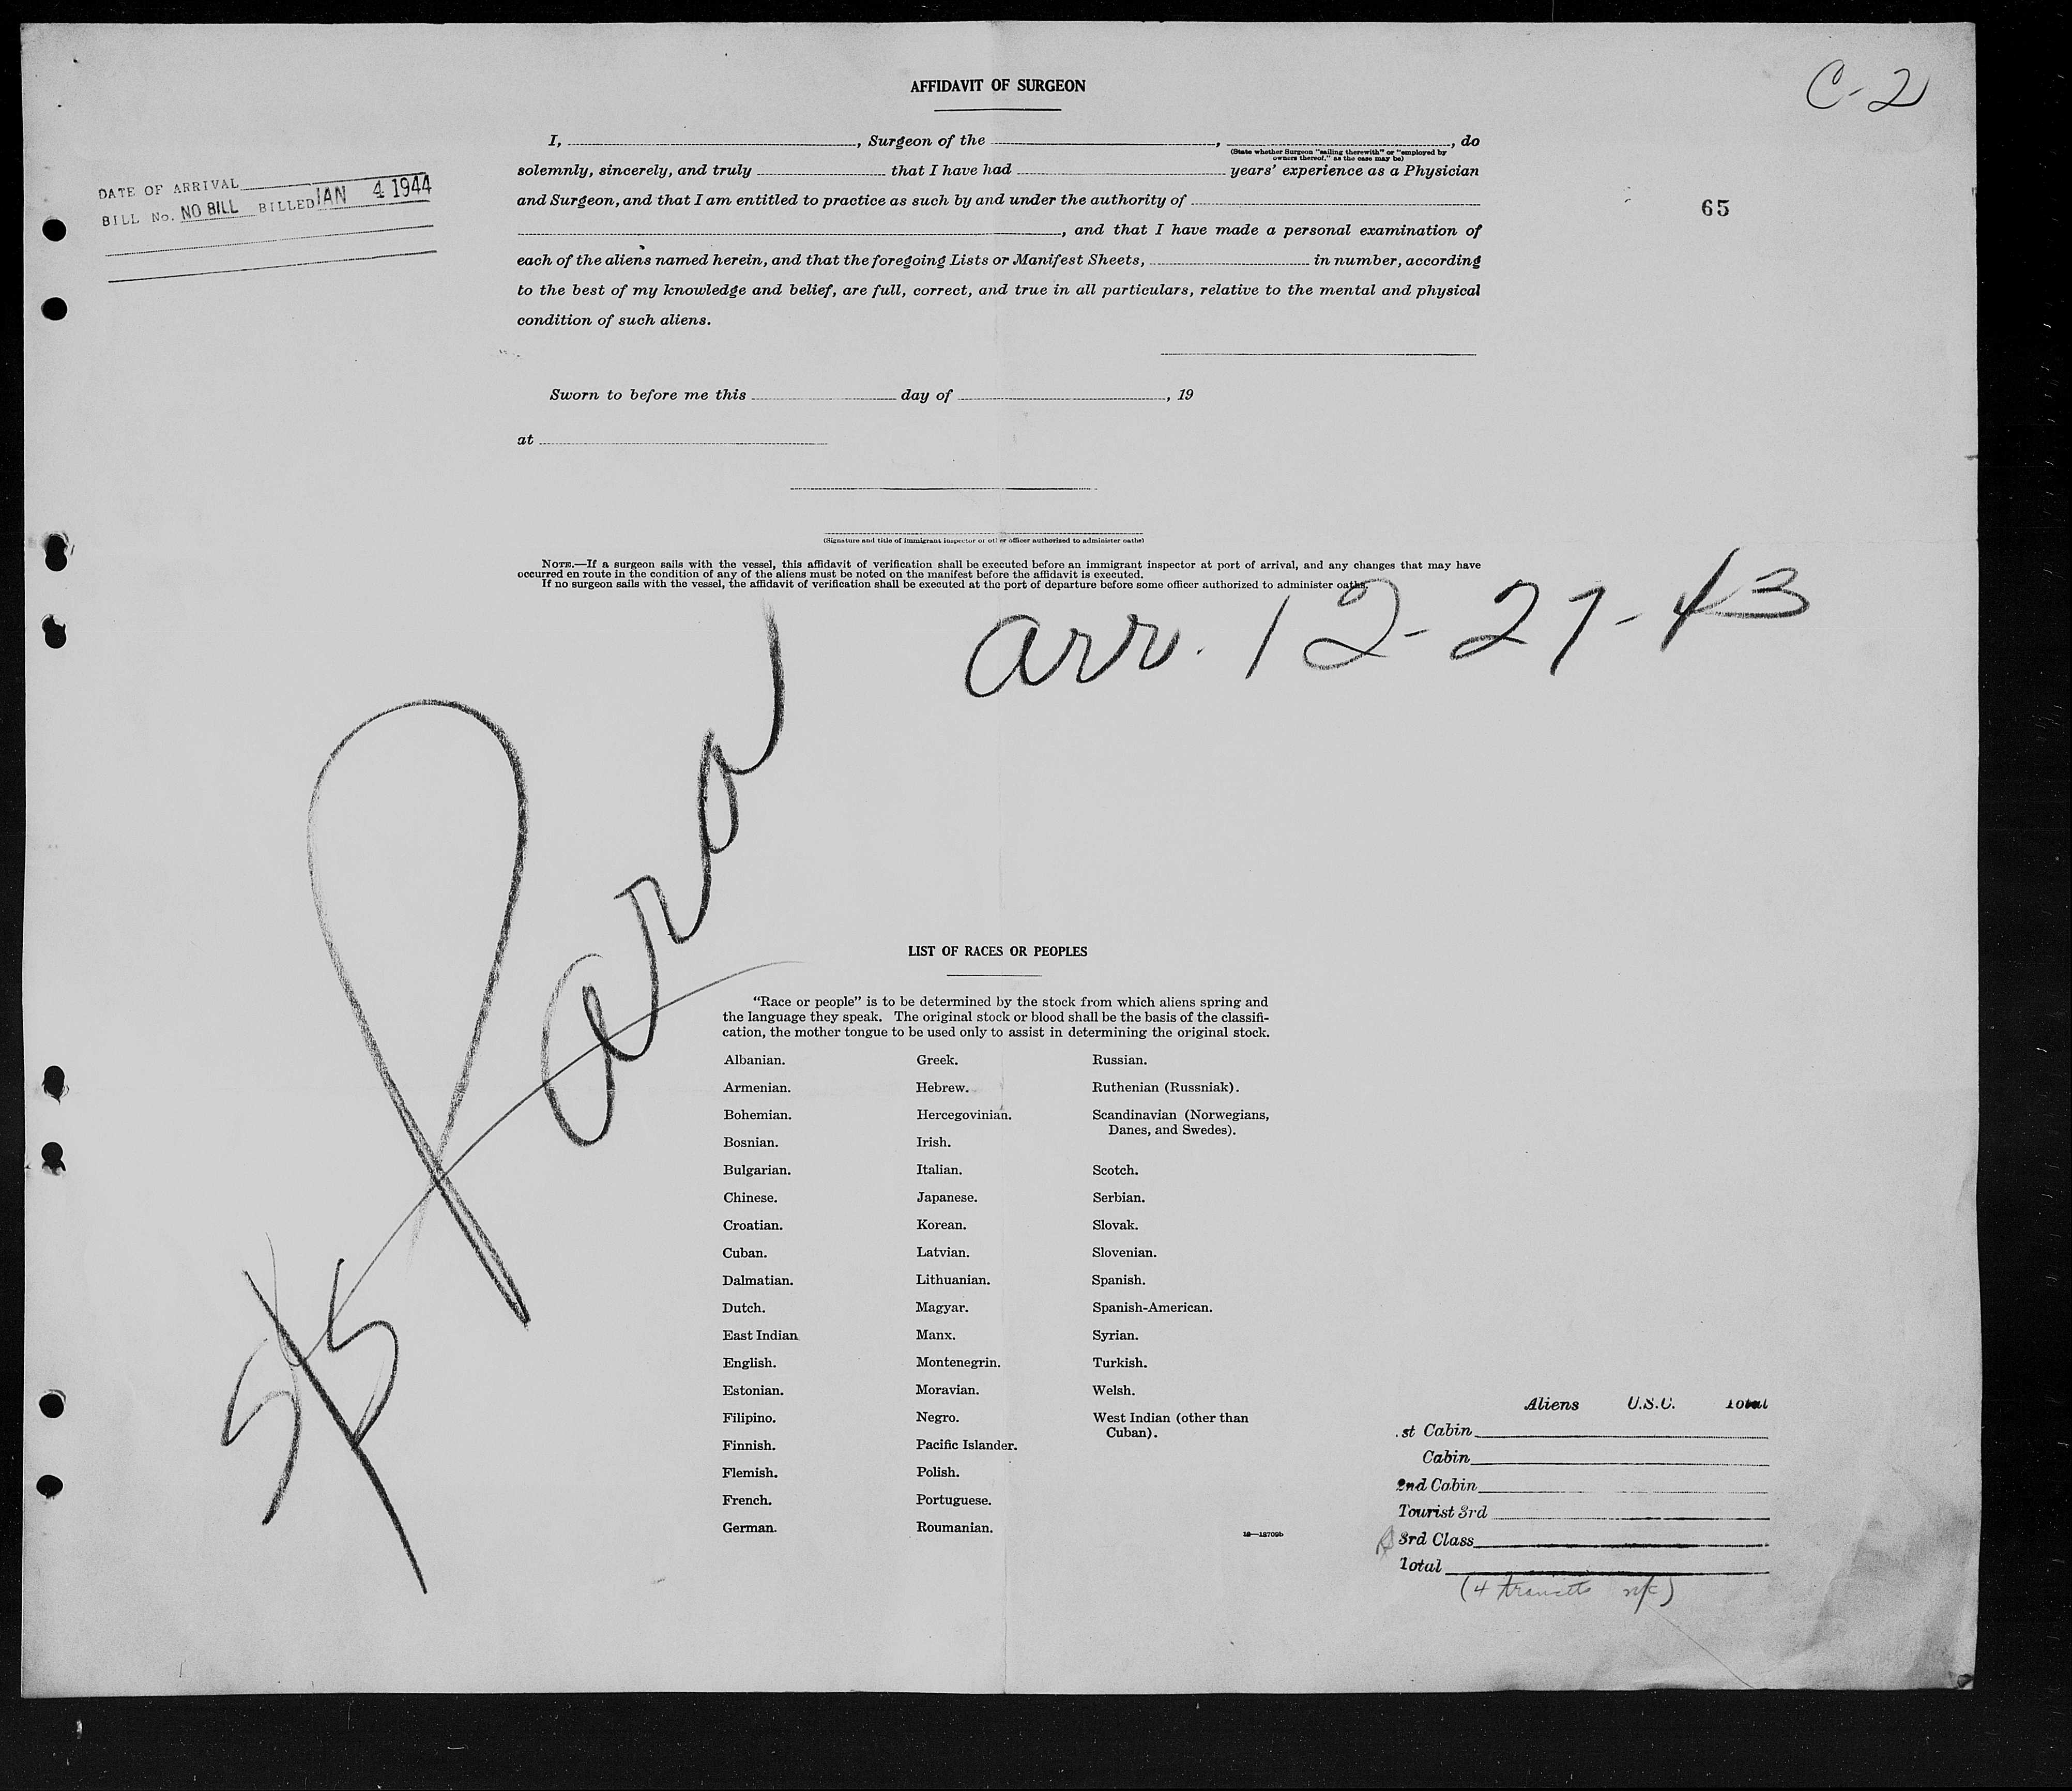 AFFIDAVIT OF SURGEON
C-2
I, , Surgeon of the , , do
(State whether Surgeon "sailing therewith" or "employed by
owners thereof," as the case may be)
solemnly, sincerely, and truly that I have had years' experience as a Physician
and Surgeon, and that I am entitled to practice as such by and under the authority of
, and that I have made a personal examination of
each of the aliens named herein, and that the foregoing Lists or Manifest Sheets, in number, according
to the best of my knowledge and belief, are full, correct, and true in all particulars, relative to the mental and physical
condition of such aliens.
DATE OF ARRIVAL
BILL No. NO BILL BILLED JAN 4 1944
65
Sworn to before me this day of , 19
at
(Signature and title of immigrant inspector or other officer authorized to administer oaths)
NOTE.—If a surgeon sails with the vessel, this affidavit of verification shall be executed before an immigrant inspector at port of arrival, and any changes that may have
occurred en route in the condition of any of the aliens must be noted on the manifest before the affidavit is executed.
If no surgeon sails with the vessel, the affidavit of verification shall be executed at the port of departure before some officer authorized to administer oaths.
arr. 12-27-43
Para
LIST OF RACES OR PEOPLES
"Race or people" is to be determined by the stock from which aliens spring and
the language they speak. The original stock or blood shall be the basis of the classifi-
cation, the mother tongue to be used only to assist in determining the original stock.
Albanian. Greek. Russian.
Armenian. Hebrew. Ruthenian (Russniak).
Bohemian. Hercegovinian. Scandinavian (Norwegians,
Danes, and Swedes).
Bosnian. Irish.
Bulgarian. Italian. Scotch.
Chinese. Japanese. Serbian.
Croatian. Korean. Slovak.
Cuban. Latvian. Slovenian.
Dalmatian. Lithuanian. Spanish.
Dutch. Magyar. Spanish-American.
East Indian Manx. Syrian.
English. Montenegrin. Turkish.
Estonian. Moravian. Welsh.
Filipino. Negro. West Indian (other than
Cuban).
Finnish. Pacific Islander.
Flemish. Polish.
French. Portuguese.
German. Roumanian.
16—18709b
Aliens U.S.C. Total
st Cabin
Cabin
2nd Cabin
Tourist 3rd
3rd Class
Total
(4 transits